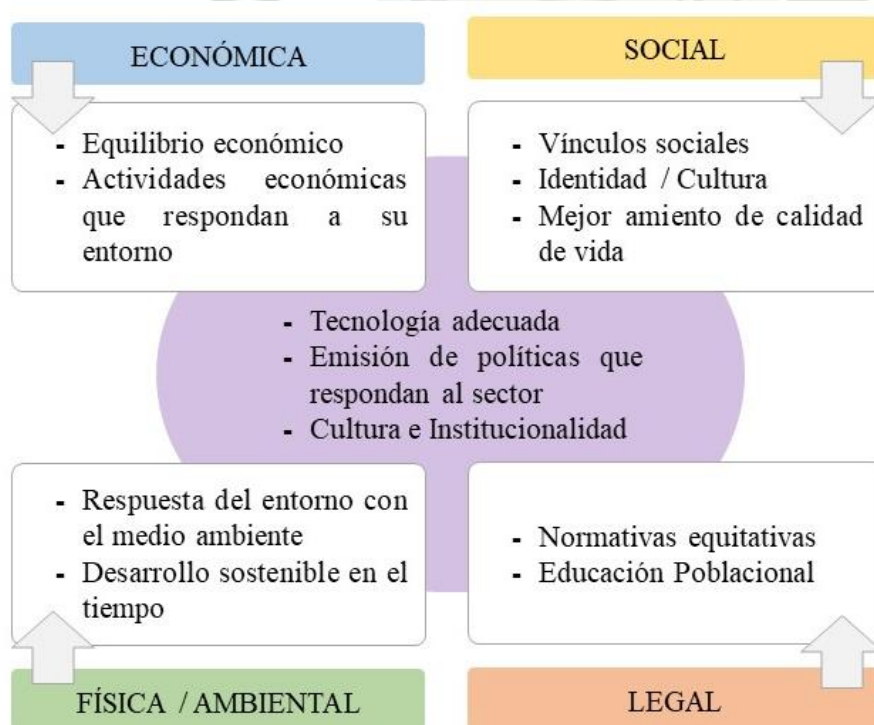 ECONÓMICA
- Equilibrio económico
- Actividades económicas
que respondan a su
entorno
SOCIAL
- Vínculos sociales
- Identidad / Cultura
- Mejor amiento de calidad
de vida
- Tecnología adecuada
- Emisión de políticas que
respondan al sector
- Cultura e Institucionalidad
- Respuesta del entorno con
el medio ambiente
- Desarrollo sostenible en el
tiempo
FÍSICA / AMBIENTAL
- Normativas equitativas
- Educación Poblacional
LEGAL